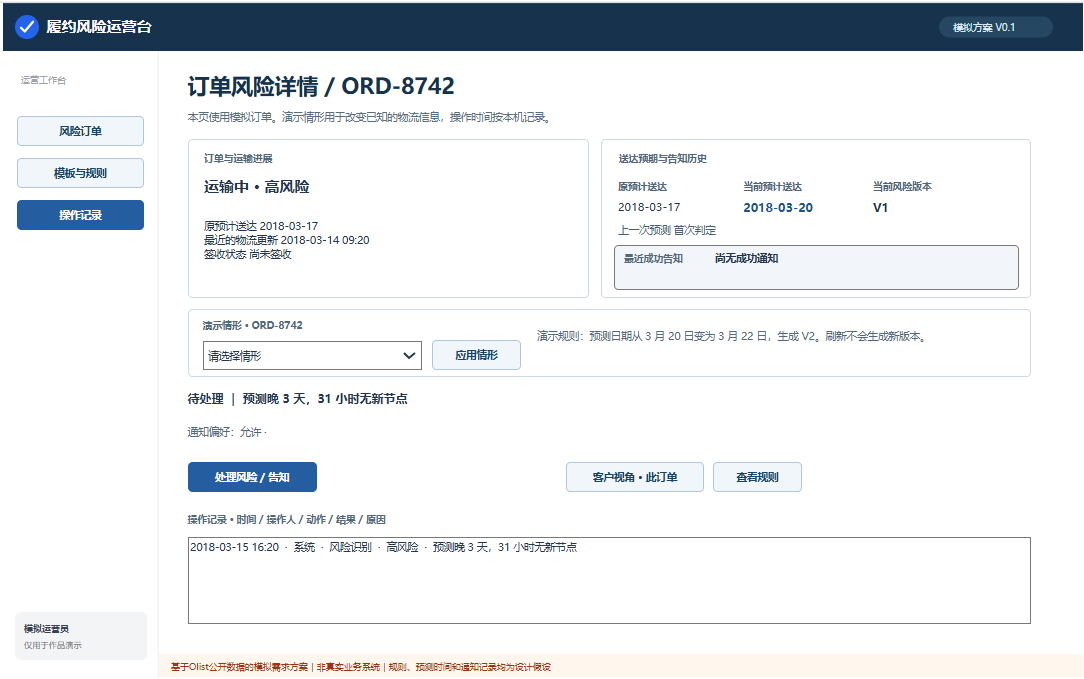 履约风险运营台
模拟方案 V0.1
运营工作台
风险订单
模板与规则
操作记录
模拟运营员
仅用于作品演示
订单风险详情 / ORD-8742
本页使用模拟订单。演示情形用于改变已知的物流信息，操作时间按本机记录。
订单与运输进展
运输中·高风险
原预计送达 2018-03-17
最近的物流更新 2018-03-14 09:20
签收状态 尚未签收
送达预期与告知历史
原预计送达 当前预计送达 当前风险版本
2018-03-17 2018-03-20 V1
上一次预测 首次判定
最近成功告知 尚无成功通知
演示情形·ORD-8742
请选择情形
应用情形
演示规则：预测日期从 3 月 20 日变为 3 月 22 日，生成 V2。刷新不会生成新版本。
待处理 | 预测晚 3 天，31 小时无新节点
通知偏好：允许 ·
处理风险 / 告知
客户视角·此订单
查看规则
操作记录·时间 / 操作人 / 动作 / 结果 / 原因
2018-03-15 16:20 · 系统 · 风险识别 · 高风险 · 预测晚 3 天，31 小时无新节点
基于Olist公开数据的模拟需求方案 | 非真实业务系统 | 规则、预测时间和通知记录均为设计假设